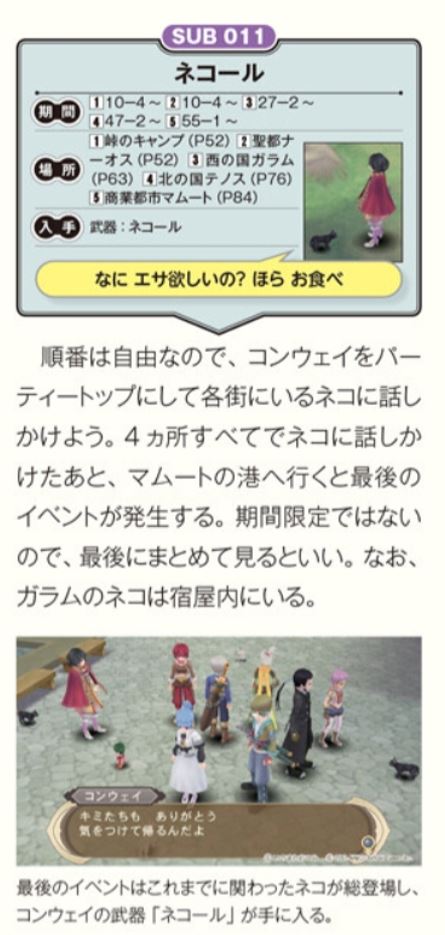 SUB 011
ネコール
期間
1 10−4〜 2 10−4〜 3 27−2〜
4 47−2〜 5 55−1〜
場所
1 峠のキャンプ(P52) 2 聖都ナ
ーオス(P52) 3 西の国ガラム
(P63) 4 北の国テノス(P76)
5 商業都市マムート(P84)
入手
武器：ネコール
なに エサ欲しいの? ほら お食べ
順番は自由なので、コンウェイをパー
ティートップにして各街にいるネコに話し
かけよう。4ヵ所すべてでネコに話しか
けたあと、マムートの港へ行くと最後の
イベントが発生する。期間限定ではない
ので、最後にまとめて見るといい。なお、
ガラムのネコは宿屋内にいる。
コンウェイ
キミたちも ありがとう
気をつけて帰るんだよ
最後のイベントはこれまでに関わったネコが総登場し、
コンウェイの武器「ネコール」が手に入る。